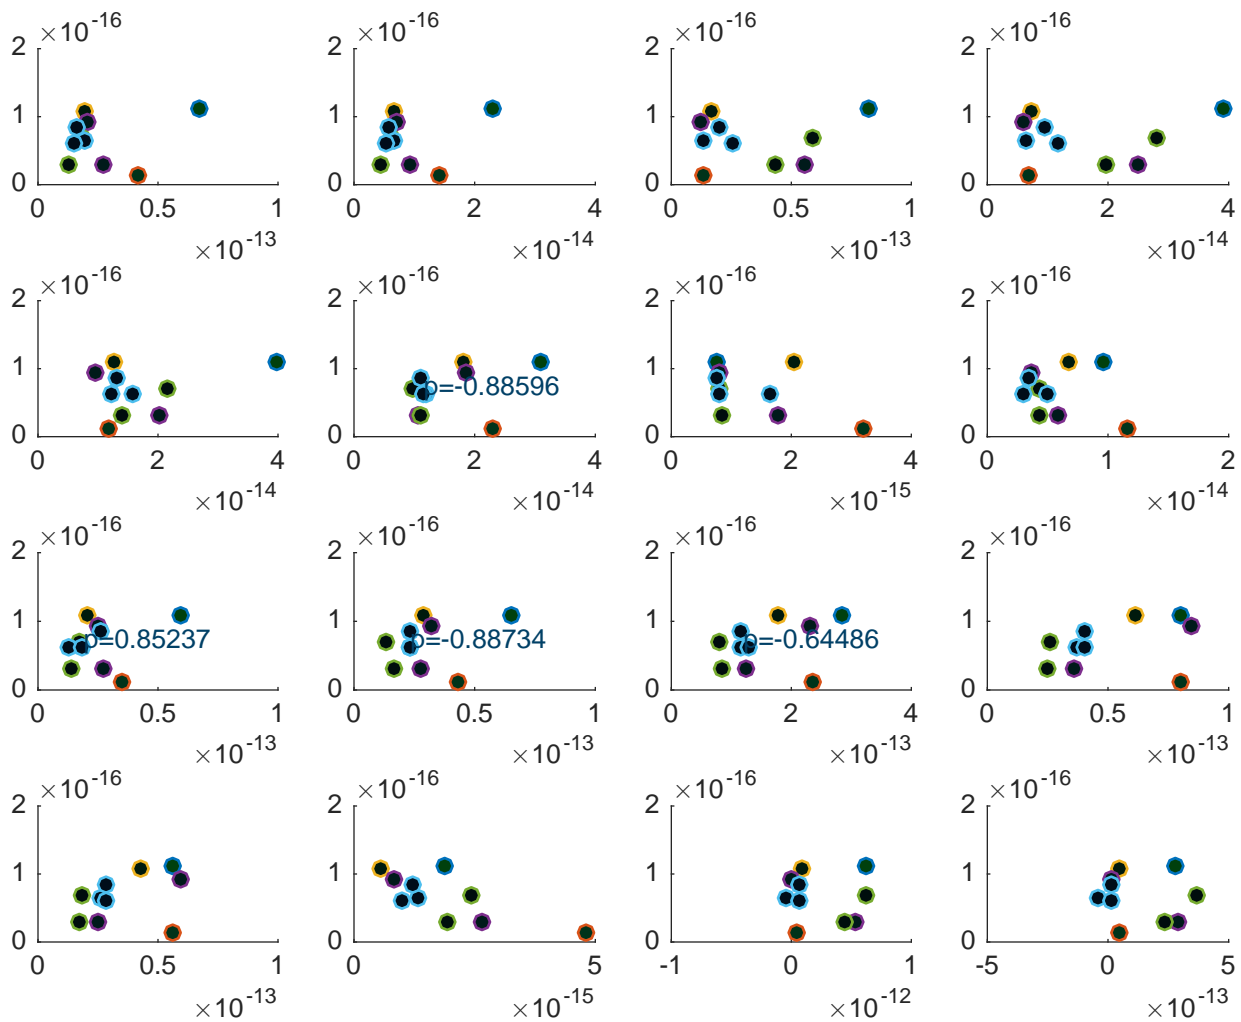 ×10-16 ×10-16 ×10-16 ×10-16
2 2 2 2
1 1 1 1
0 0 0 0
0 0.5 1 0 2 4 0 0.5 1 0 2 4
×10-13 ×10-14 ×10-13 ×10-14
×10-16 ×10-16 ×10-16 ×10-16
2 2 2 2
1 1 1 1
ρ=-0.88596
0 0 0 0
0 2 4 0 2 4 0 2 4 0 1 2
×10-14 ×10-14 ×10-15 ×10-14
×10-16 ×10-16 ×10-16 ×10-16
2 2 2 2
1 1 1 1
ρ=0.85237 ρ=-0.88734 ρ=-0.64486
0 0 0 0
0 0.5 1 0 0.5 1 0 2 4 0 0.5 1
×10-13 ×10-13 ×10-13 ×10-13
×10-16 ×10-16 ×10-16 ×10-16
2 2 2 2
1 1 1 1
0 0 0 0
0 0.5 1 0 5 -1 0 1 -5 0 5
×10-13 ×10-15 ×10-12 ×10-13